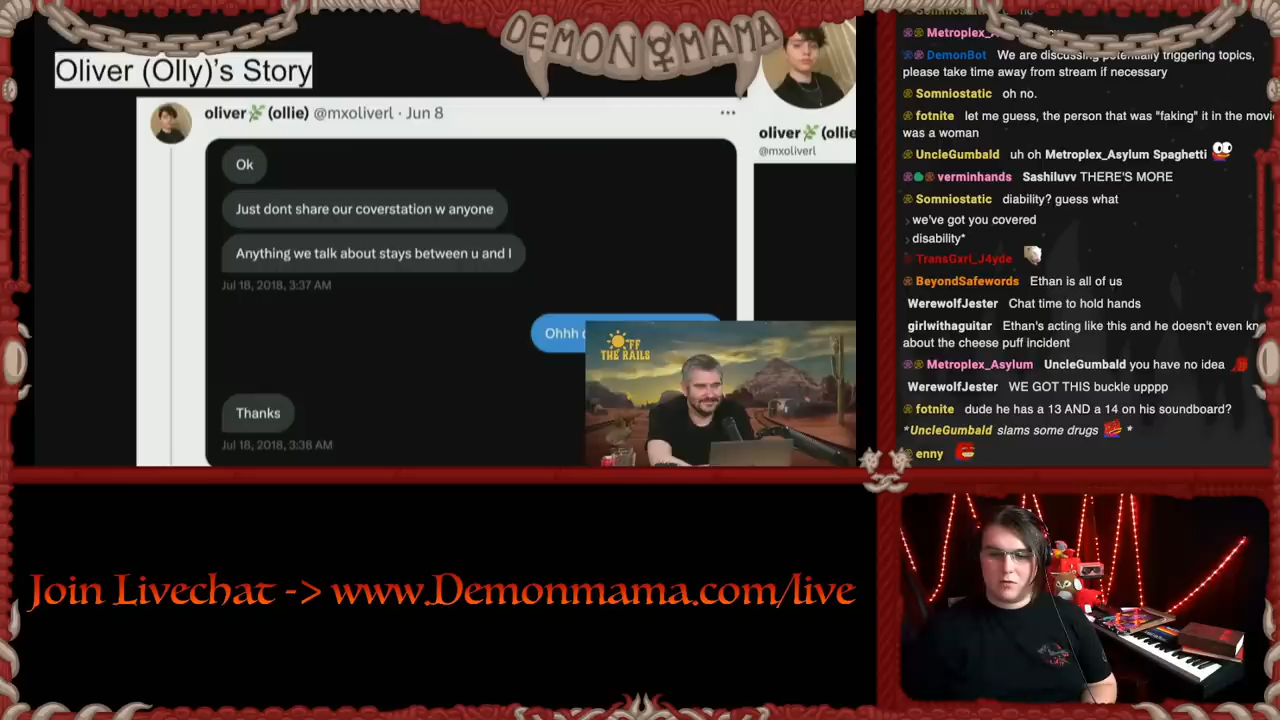 DEMON MAMA
Oliver (Olly)'s Story
oliver🌿 (ollie) @mxoliverl · Jun 8
Ok
Just dont share our coverstation w anyone
Anything we talk about stays between u and I
Jul 18, 2018, 3:37 AM
Ohhh
Thanks
Jul 18, 2018, 3:38 AM
oliver🌿 (ollie
@mxoliverl
OFF
THE RAILS
Join Livechat -> www.Demonmama.com/live
Somniostatic
Metroplex_A
DemonBot We are discussing potentially triggering topics,
please take time away from stream if necessary
Somniostatic oh no.
fotnite let me guess, the person that was "faking" it in the movi
was a woman
UncleGumbald uh oh Metroplex_Asylum Spaghetti
verminhands Sashiluvv THERE'S MORE
Somniostatic diability? guess what
we've got you covered
disability*
TransGxrl_J4yde
BeyondSafewords Ethan is all of us
WerewolfJester Chat time to hold hands
girlwithaguitar Ethan's acting like this and he doesn't even kn
about the cheese puff incident
Metroplex_Asylum UncleGumbald you have no idea
WerewolfJester WE GOT THIS buckle upppp
fotnite dude he has a 13 AND a 14 on his soundboard?
*UncleGumbald slams some drugs *
enny